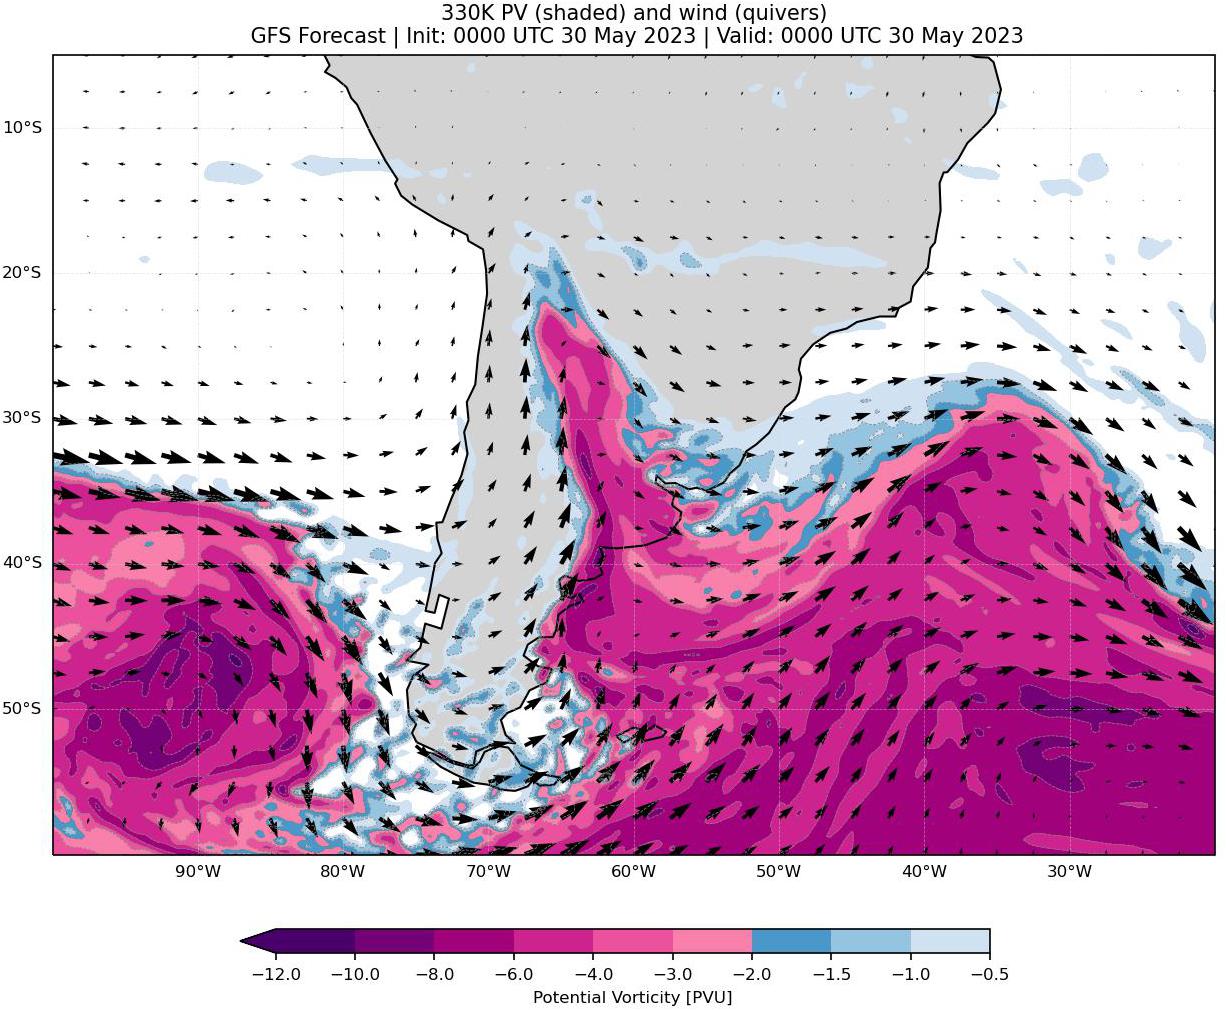 330K PV (shaded) and wind (quivers)
GFS Forecast | Init: 0000 UTC 30 May 2023 | Valid: 0000 UTC 30 May 2023
10°S
20°S
30°S
40°S
50°S
90°W 80°W 70°W 60°W 50°W 40°W 30°W
−12.0 −10.0 −8.0 −6.0 −4.0 −3.0 −2.0 −1.5 −1.0 −0.5
Potential Vorticity [PVU]